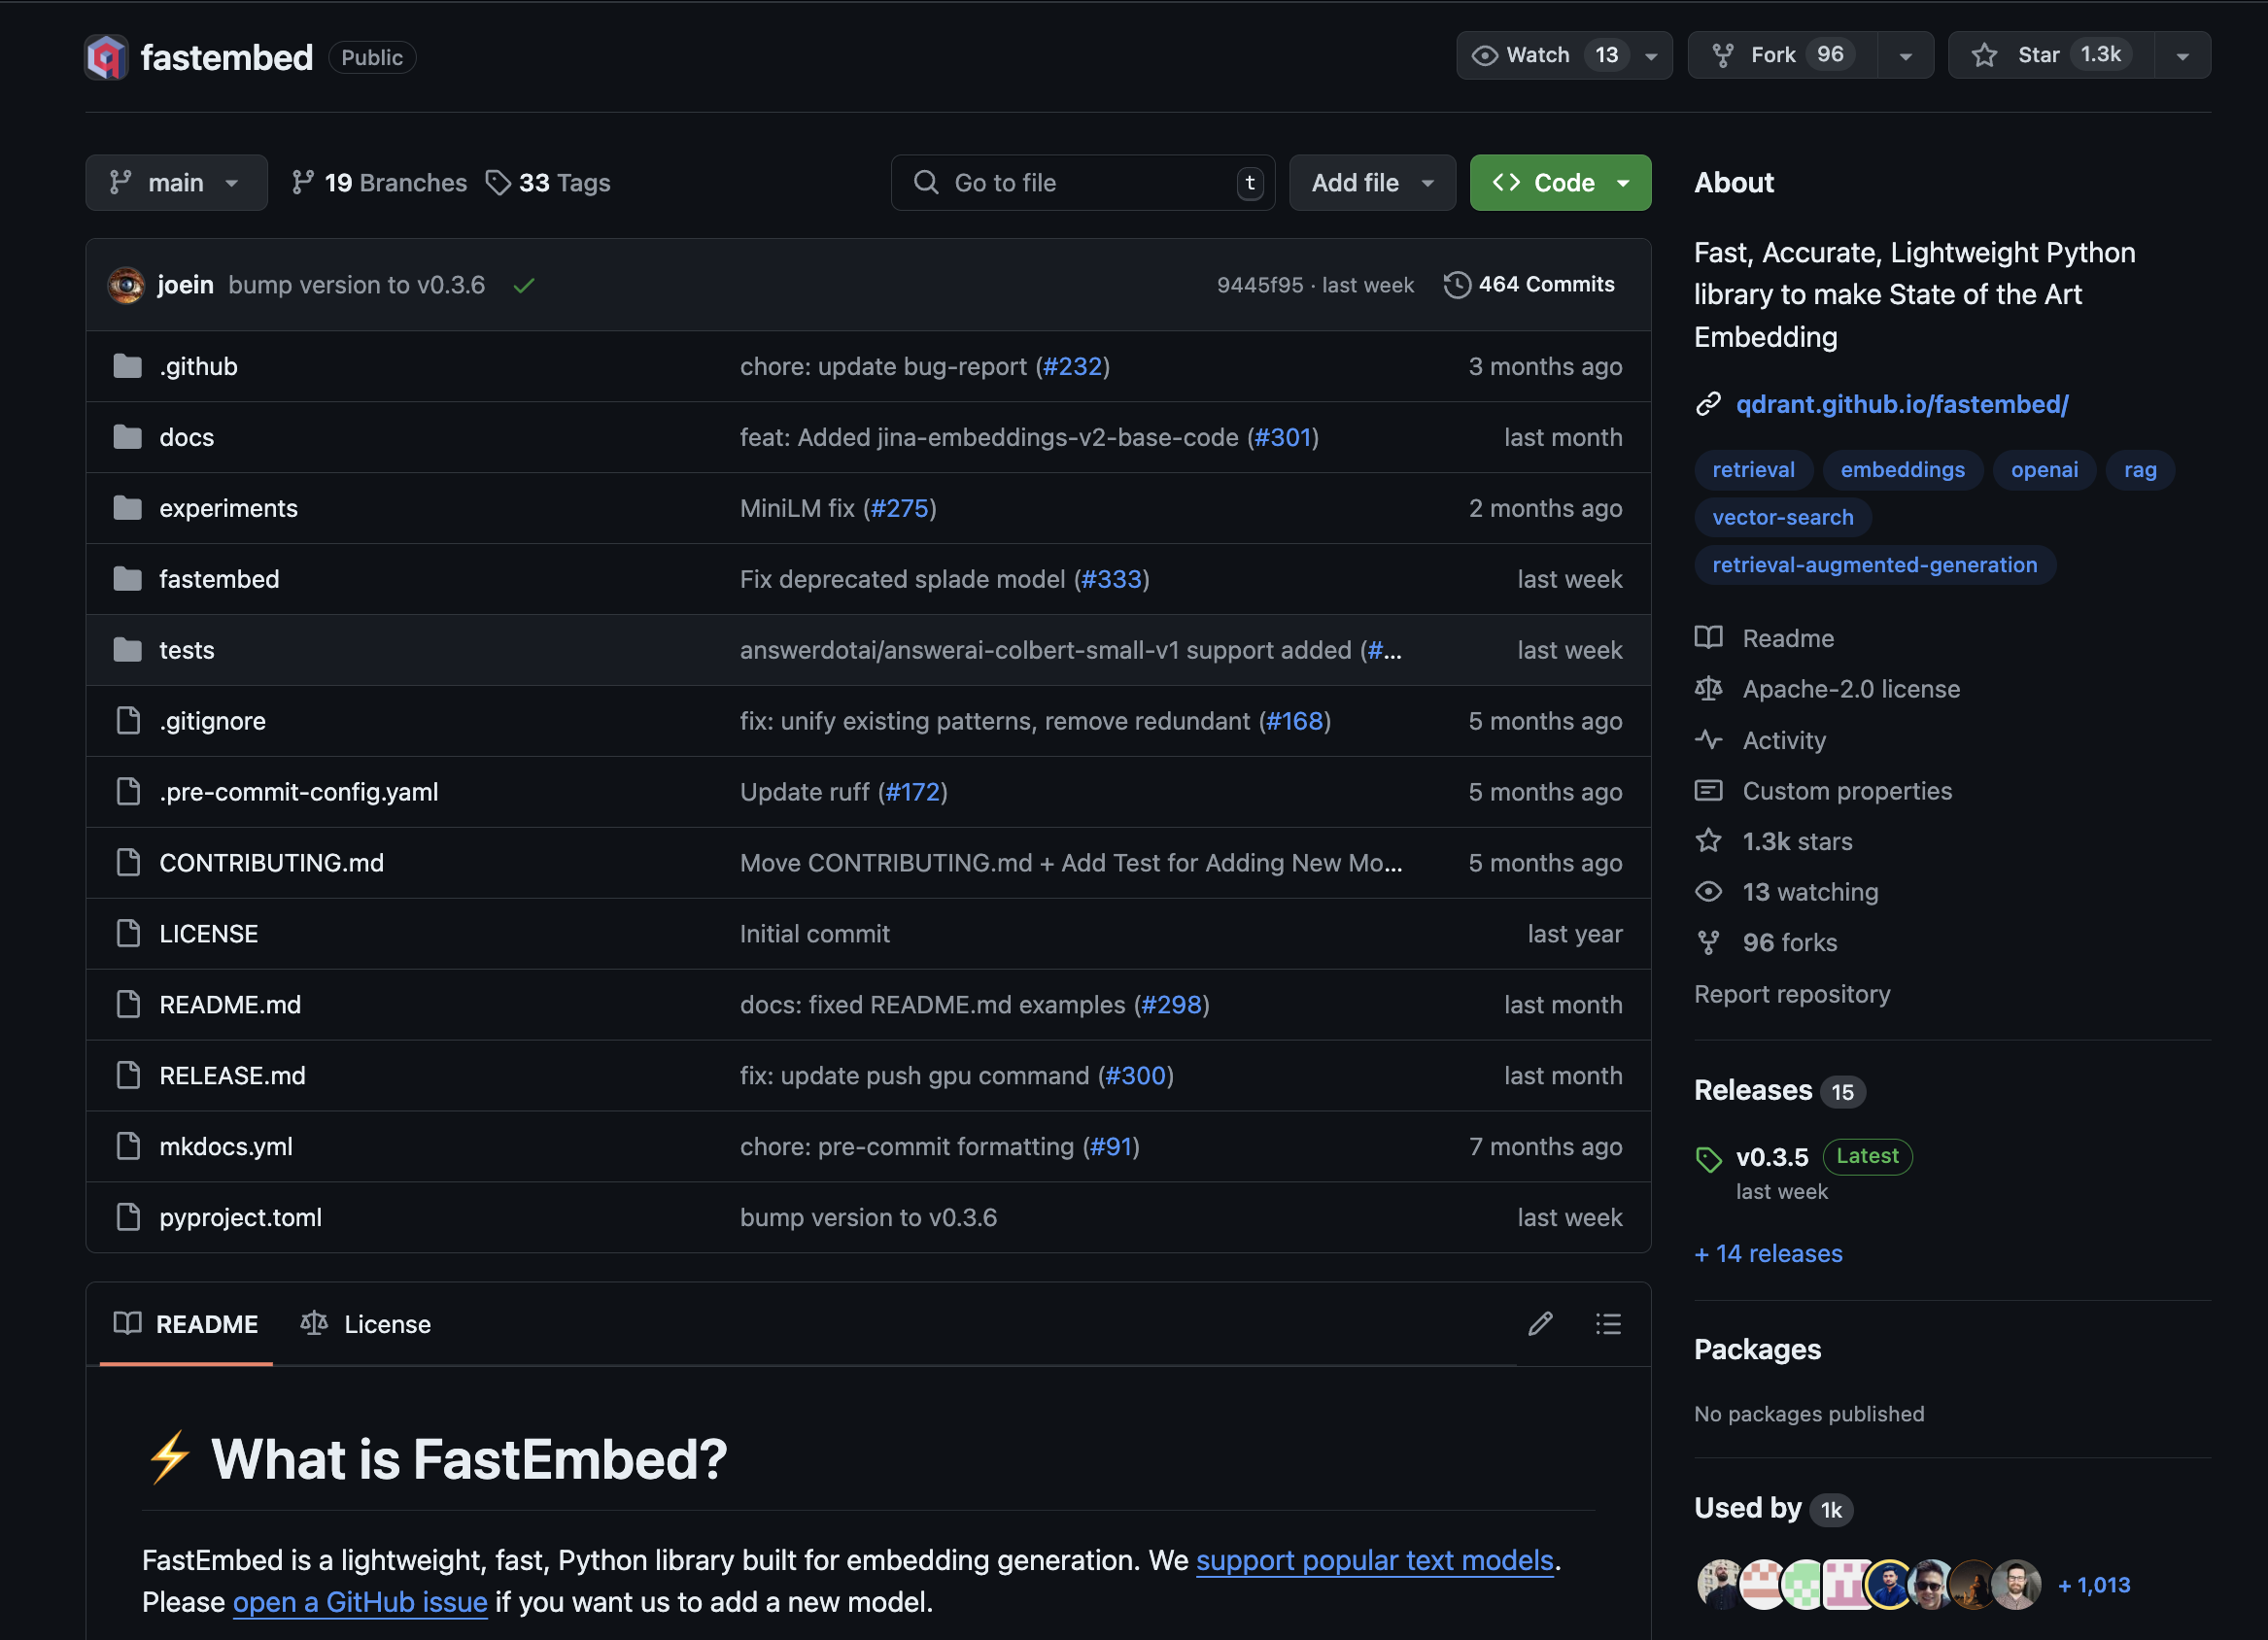 fastembed Public
Watch 13 Fork 96 Star 1.3k
main 19 Branches 33 Tags Go to file t Add file Code
joein bump version to v0.3.6 9445f95 · last week 464 Commits
.github chore: update bug-report (#232) 3 months ago
docs feat: Added jina-embeddings-v2-base-code (#301) last month
experiments MiniLM fix (#275) 2 months ago
fastembed Fix deprecated splade model (#333) last week
tests answerdotai/answerai-colbert-small-v1 support added (#... last week
.gitignore fix: unify existing patterns, remove redundant (#168) 5 months ago
.pre-commit-config.yaml Update ruff (#172) 5 months ago
CONTRIBUTING.md Move CONTRIBUTING.md + Add Test for Adding New Mo... 5 months ago
LICENSE Initial commit last year
README.md docs: fixed README.md examples (#298) last month
RELEASE.md fix: update push gpu command (#300) last month
mkdocs.yml chore: pre-commit formatting (#91) 7 months ago
pyproject.toml bump version to v0.3.6 last week
README License
⚡ What is FastEmbed?
FastEmbed is a lightweight, fast, Python library built for embedding generation. We support popular text models.
Please open a GitHub issue if you want us to add a new model.
About
Fast, Accurate, Lightweight Python
library to make State of the Art
Embedding
qdrant.github.io/fastembed/
retrieval embeddings openai rag
vector-search
retrieval-augmented-generation
Readme
Apache-2.0 license
Activity
Custom properties
1.3k stars
13 watching
96 forks
Report repository
Releases 15
v0.3.5 Latest
last week
+ 14 releases
Packages
No packages published
Used by 1k
+ 1,013